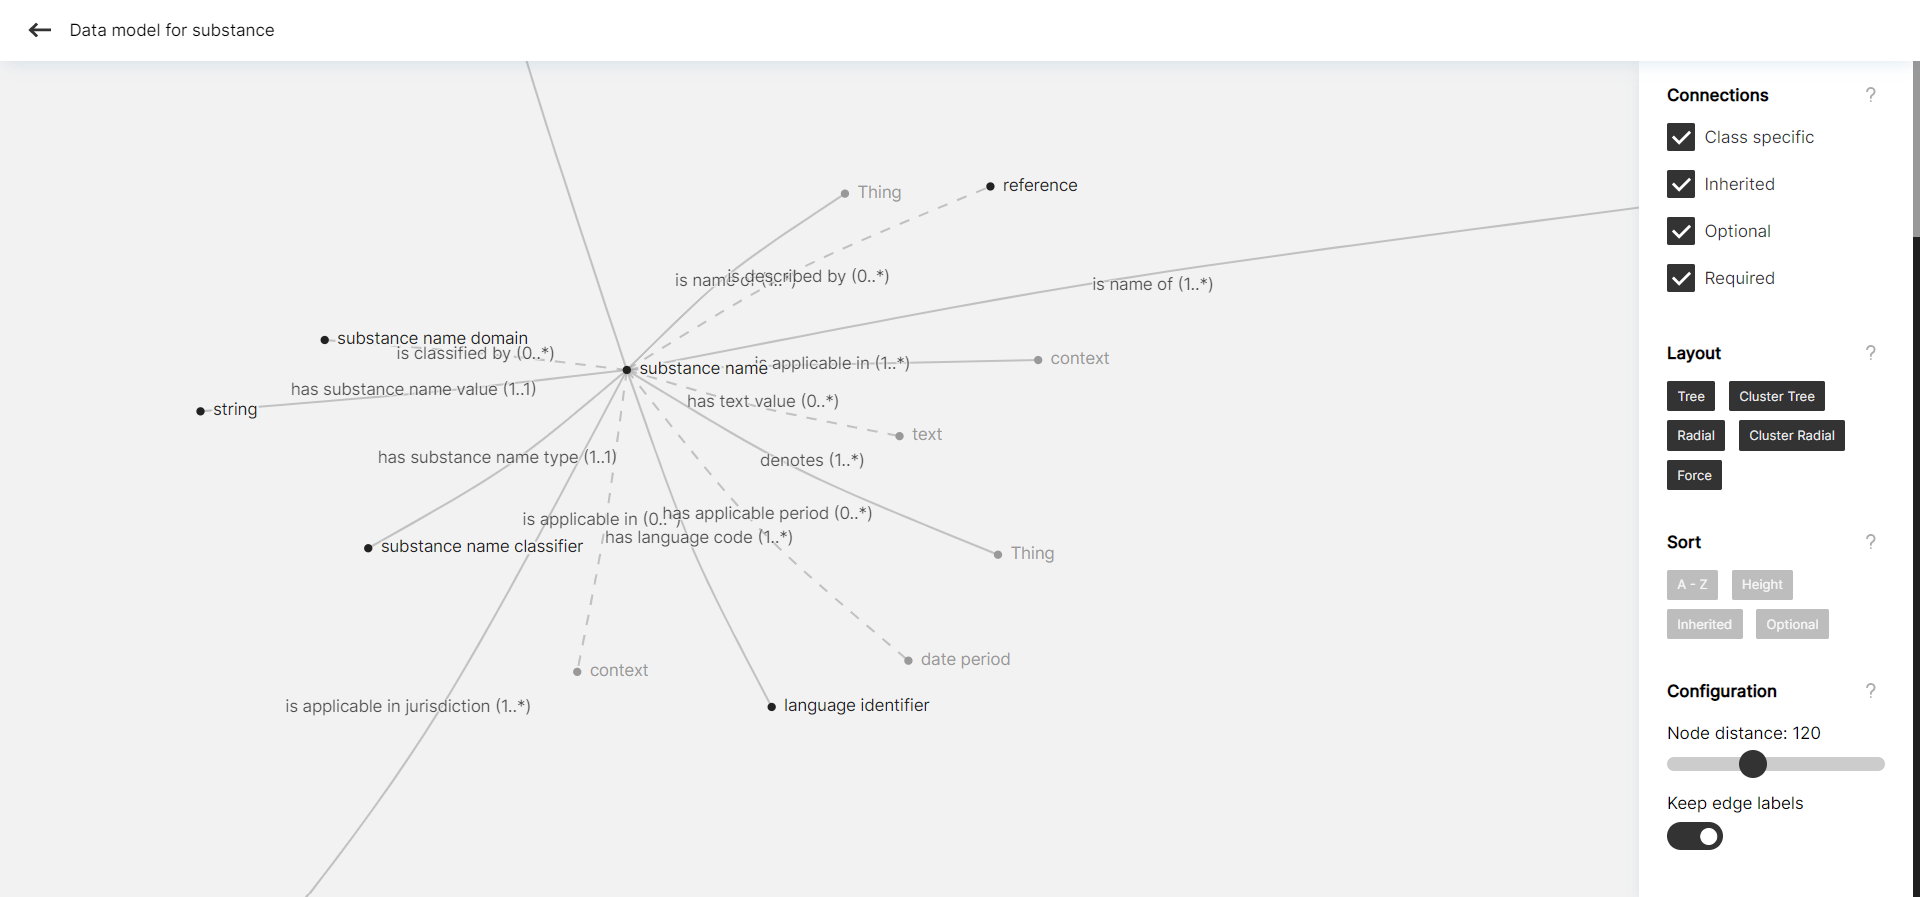 Data model for substance
Thing
reference
is name of (1..*)
is described by (0..*)
is name of (1..*)
substance name domain
is classified by (0..*)
substance name
is applicable in (1..*)
context
has substance name value (1..1)
string
has text value (0..*)
text
has substance name type (1..1)
denotes (1..*)
is applicable in (0..*)
has applicable period (0..*)
has language code (1..*)
substance name classifier
Thing
context
date period
is applicable in jurisdiction (1..*)
language identifier
Connections ?
Class specific
Inherited
Optional
Required
Layout ?
Tree Cluster Tree
Radial Cluster Radial
Force
Sort ?
A - Z Height
Inherited Optional
Configuration ?
Node distance: 120
Keep edge labels